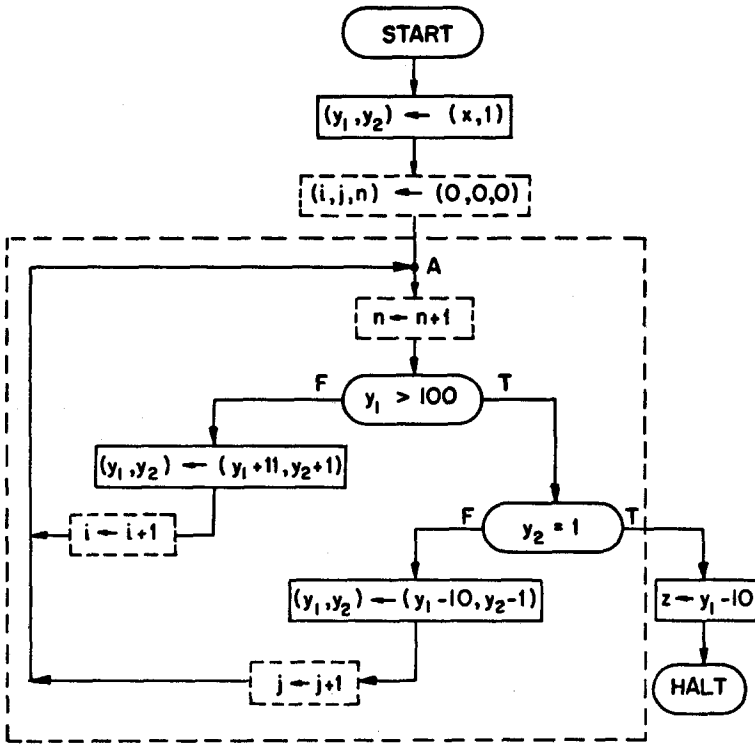 START
(y₁,y₂) ← (x,1)
(i,j,n) ← (0,0,0)
A
n ← n+1
F
T
y₁ > 100
(y₁,y₂) ← (y₁+11,y₂+1)
i ← i+1
F
T
y₂ = 1
(y₁,y₂) ← (y₁-10,y₂-1)
z ← y₁-10
j ← j+1
HALT